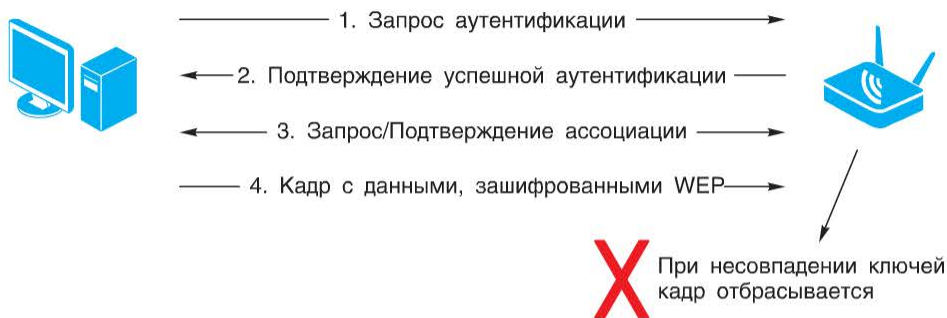 1. Запрос аутентификации
2. Подтверждение успешной аутентификации
3. Запрос/Подтверждение ассоциации
4. Кадр с данными, зашифрованными WEP
При несовпадении ключей
кадр отбрасывается